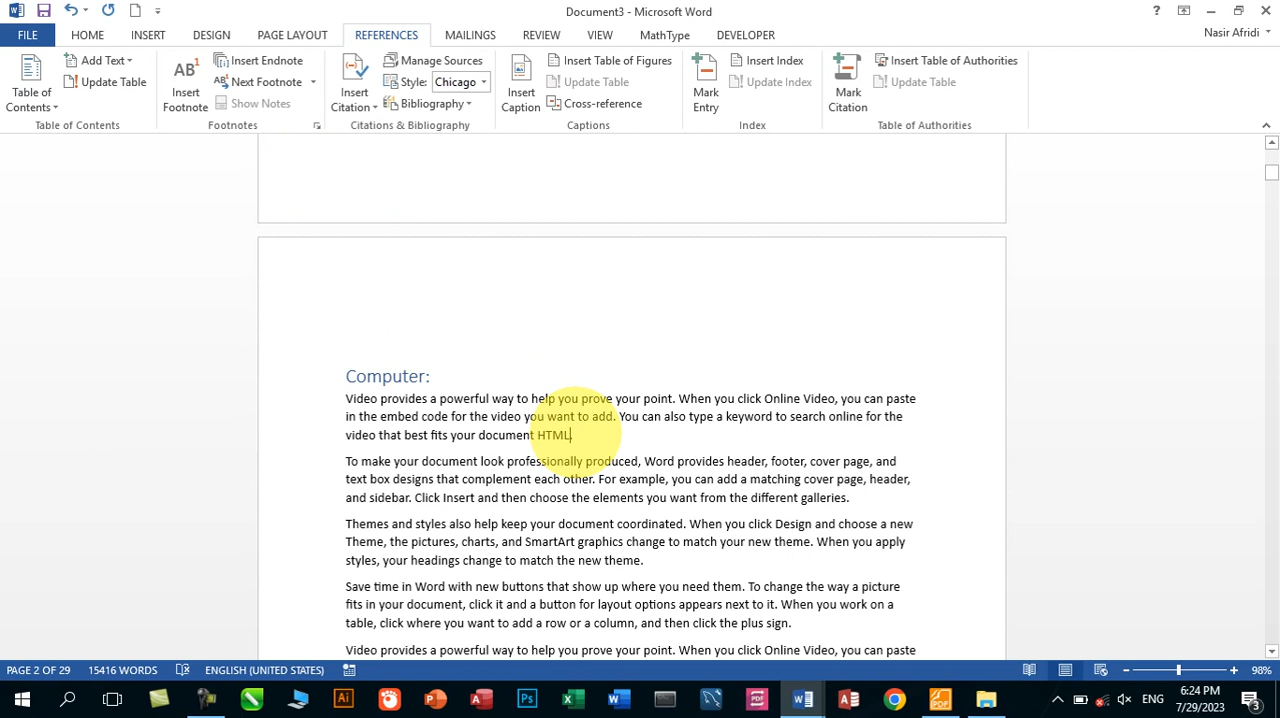 Document3 - Microsoft Word
?
FILE HOME INSERT DESIGN PAGE LAYOUT REFERENCES MAILINGS REVIEW VIEW MathType DEVELOPER
Nasir Afridi
Table of Contents
Add Text
Update Table
Table of Contents
AB1
Insert Footnote
Insert Endnote
Next Footnote
Show Notes
Footnotes
Insert Citation
Manage Sources
Style: Chicago
Bibliography
Citations & Bibliography
Insert Caption
Insert Table of Figures
Update Table
Cross-reference
Captions
Mark Entry
Insert Index
Update Index
Index
Mark Citation
Insert Table of Authorities
Update Table
Table of Authorities
Computer:
Video provides a powerful way to help you prove your point. When you click Online Video, you can paste
in the embed code for the video you want to add. You can also type a keyword to search online for the
video that best fits your document HTML.
To make your document look professionally produced, Word provides header, footer, cover page, and
text box designs that complement each other. For example, you can add a matching cover page, header,
and sidebar. Click Insert and then choose the elements you want from the different galleries.
Themes and styles also help keep your document coordinated. When you click Design and choose a new
Theme, the pictures, charts, and SmartArt graphics change to match your new theme. When you apply
styles, your headings change to match the new theme.
Save time in Word with new buttons that show up where you need them. To change the way a picture
fits in your document, click it and a button for layout options appears next to it. When you work on a
table, click where you want to add a row or a column, and then click the plus sign.
Video provides a powerful way to help you prove your point. When you click Online Video, you can paste
PAGE 2 OF 29 15416 WORDS ENGLISH (UNITED STATES) 98%
ENG
6:24 PM
7/29/2023
3